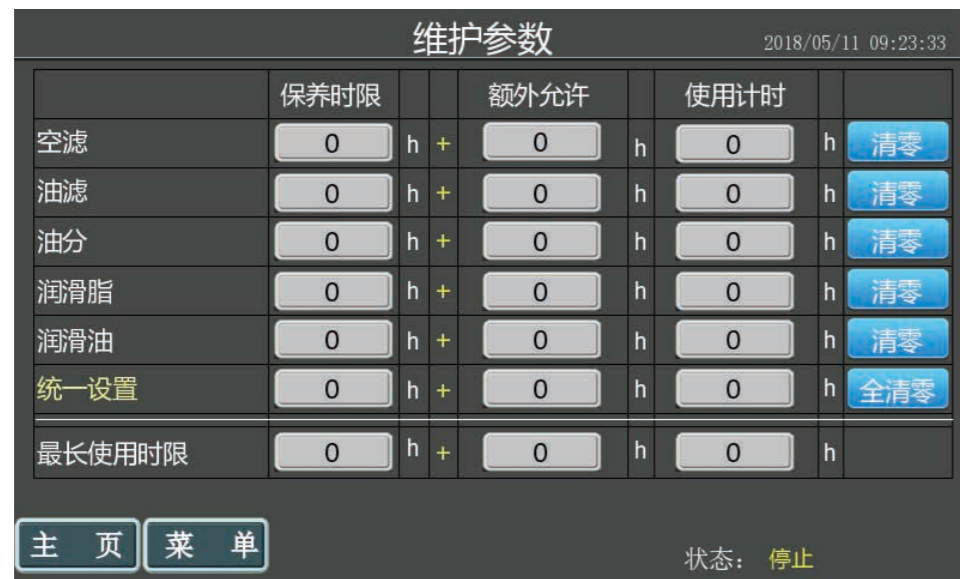 维护参数 2018/05/11 09:23:33
保养时限 额外允许 使用计时
空滤 0 h + 0 h 0 h 清零
油滤 0 h + 0 h 0 h 清零
油分 0 h + 0 h 0 h 清零
润滑脂 0 h + 0 h 0 h 清零
润滑油 0 h + 0 h 0 h 清零
统一设置 0 h + 0 h 0 h 全清零
最长使用时限 0 h + 0 h 0 h
主 页 菜 单 状态: 停止